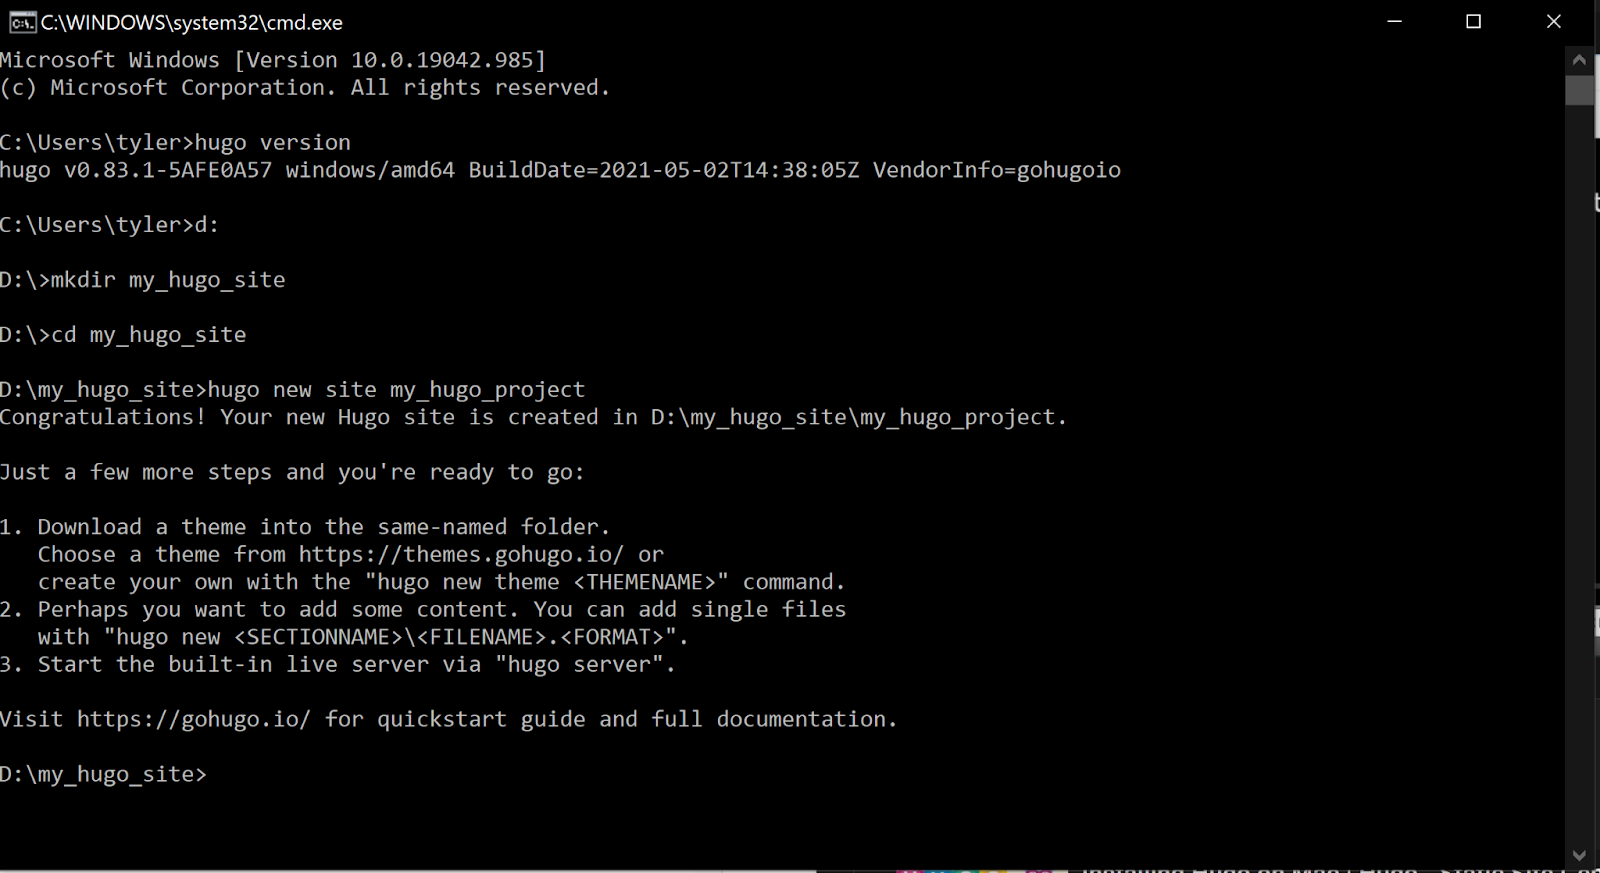 C:\WINDOWS\system32\cmd.exe
Microsoft Windows [Version 10.0.19042.985]
(c) Microsoft Corporation. All rights reserved.
C:\Users\tyler>hugo version
hugo v0.83.1-5AFE0A57 windows/amd64 BuildDate=2021-05-02T14:38:05Z VendorInfo=gohugoio
C:\Users\tyler>d:
D:\>mkdir my_hugo_site
D:\>cd my_hugo_site
D:\my_hugo_site>hugo new site my_hugo_project
Congratulations! Your new Hugo site is created in D:\my_hugo_site\my_hugo_project.
Just a few more steps and you're ready to go:
1. Download a theme into the same-named folder.
Choose a theme from https://themes.gohugo.io/ or
create your own with the "hugo new theme <THEMENAME>" command.
2. Perhaps you want to add some content. You can add single files
with "hugo new <SECTIONNAME>\<FILENAME>.<FORMAT>".
3. Start the built-in live server via "hugo server".
Visit https://gohugo.io/ for quickstart guide and full documentation.
D:\my_hugo_site>